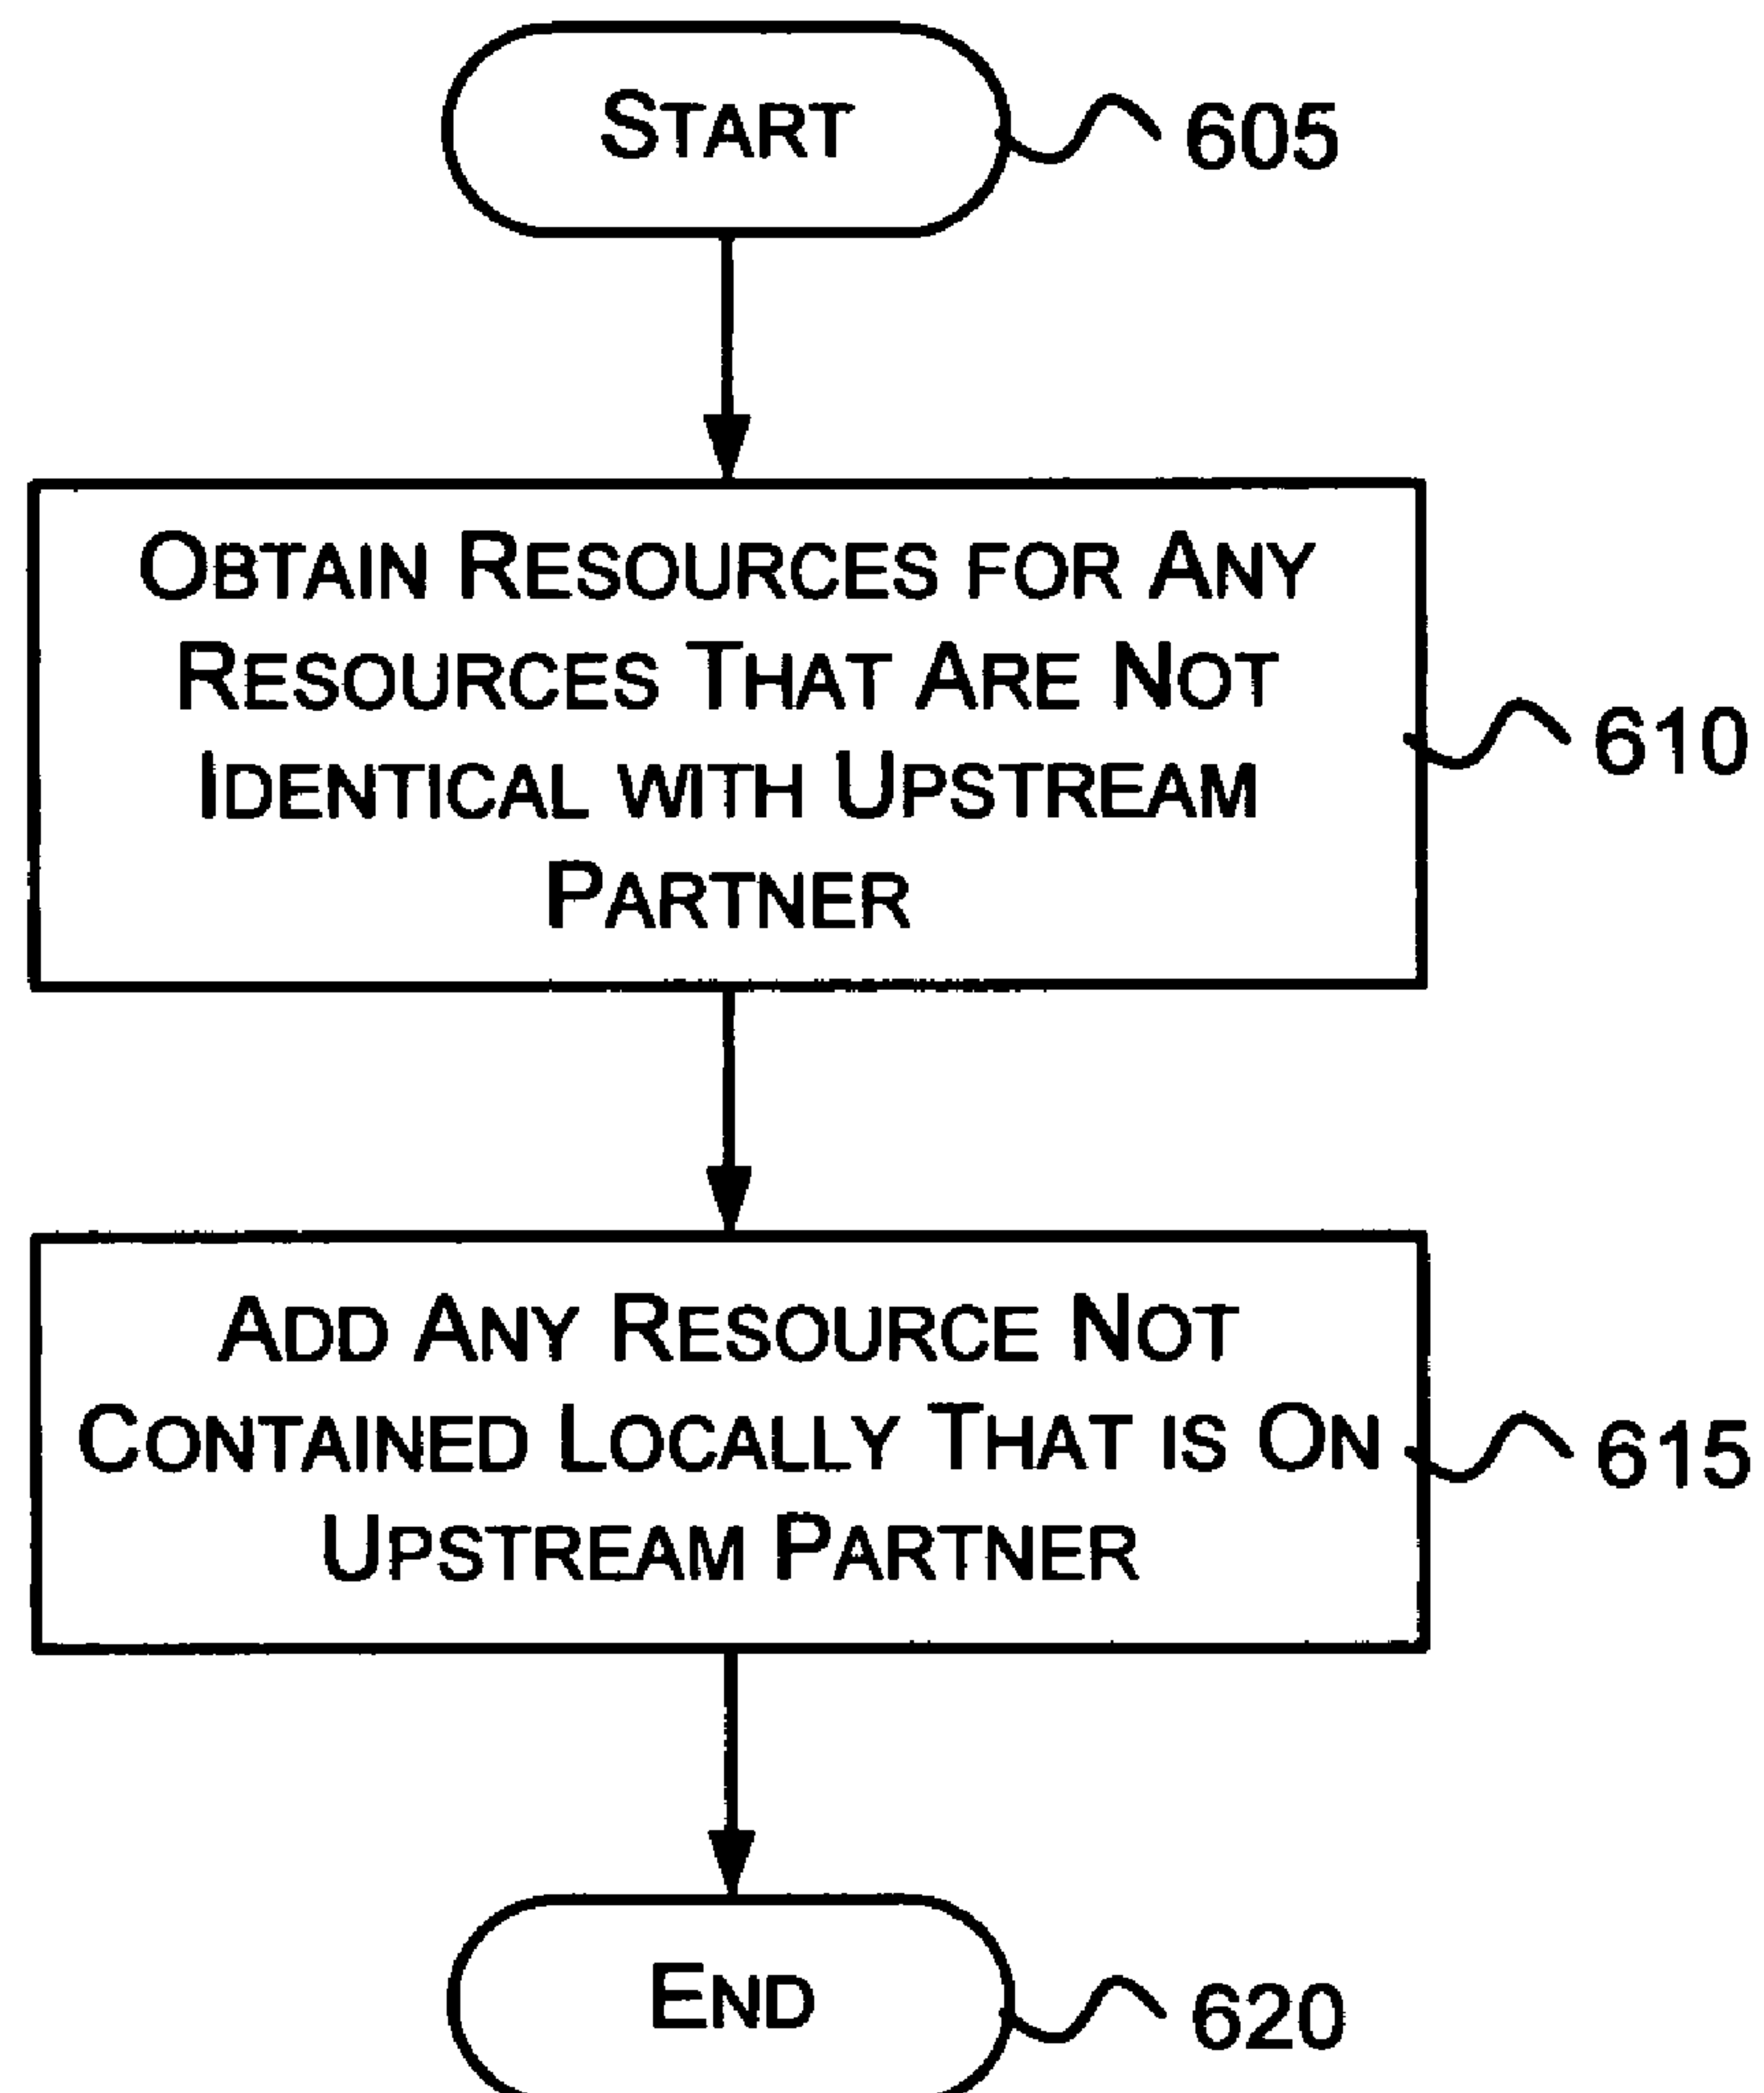 START
605
OBTAIN RESOURCES FOR ANY
RESOURCES THAT ARE NOT
IDENTICAL WITH UPSTREAM
PARTNER
610
ADD ANY RESOURCE NOT
CONTAINED LOCALLY THAT IS ON
UPSTREAM PARTNER
615
END
620